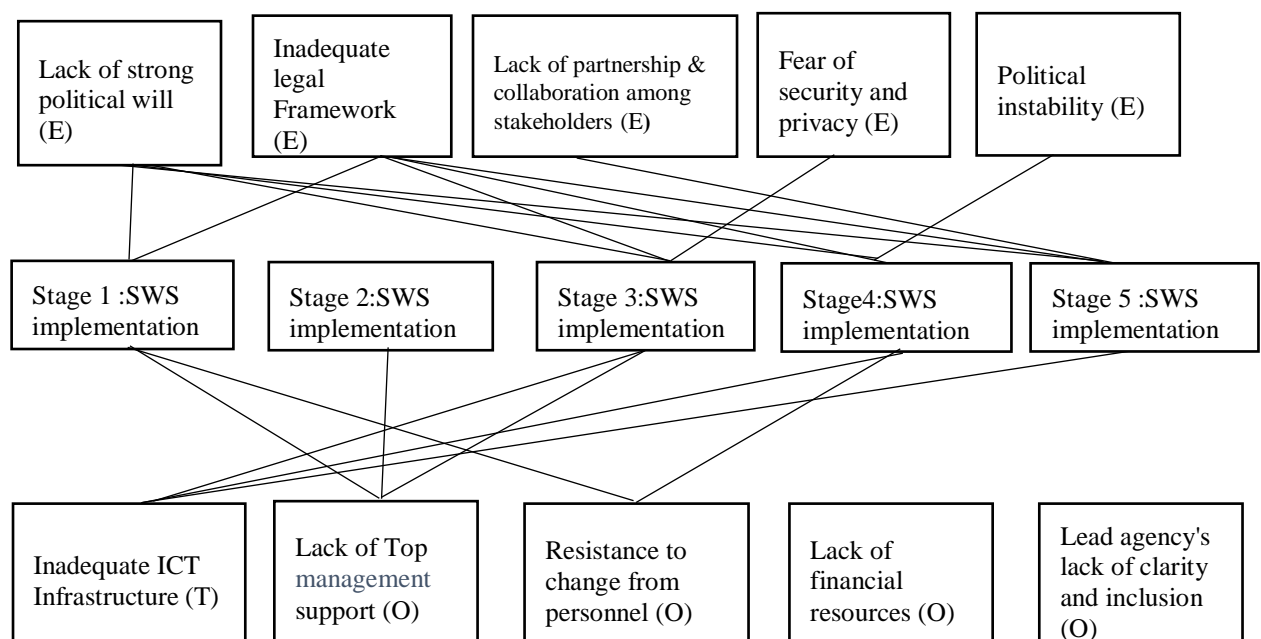 Lack of strong
political will
(E)
Inadequate
legal
Framework
(E)
Lack of partnership &
collaboration among
stakeholders (E)
Fear of
security and
privacy (E)
Political
instability (E)
Stage 1 :SWS
implementation
Stage 2:SWS
implementation
Stage 3:SWS
implementation
Stage4:SWS
implementation
Stage 5 :SWS
implementation
Inadequate ICT
Infrastructure (T)
Lack of Top
management
support (O)
Resistance to
change from
personnel (O)
Lack of
financial
resources (O)
Lead agency's
lack of clarity
and inclusion
(O)